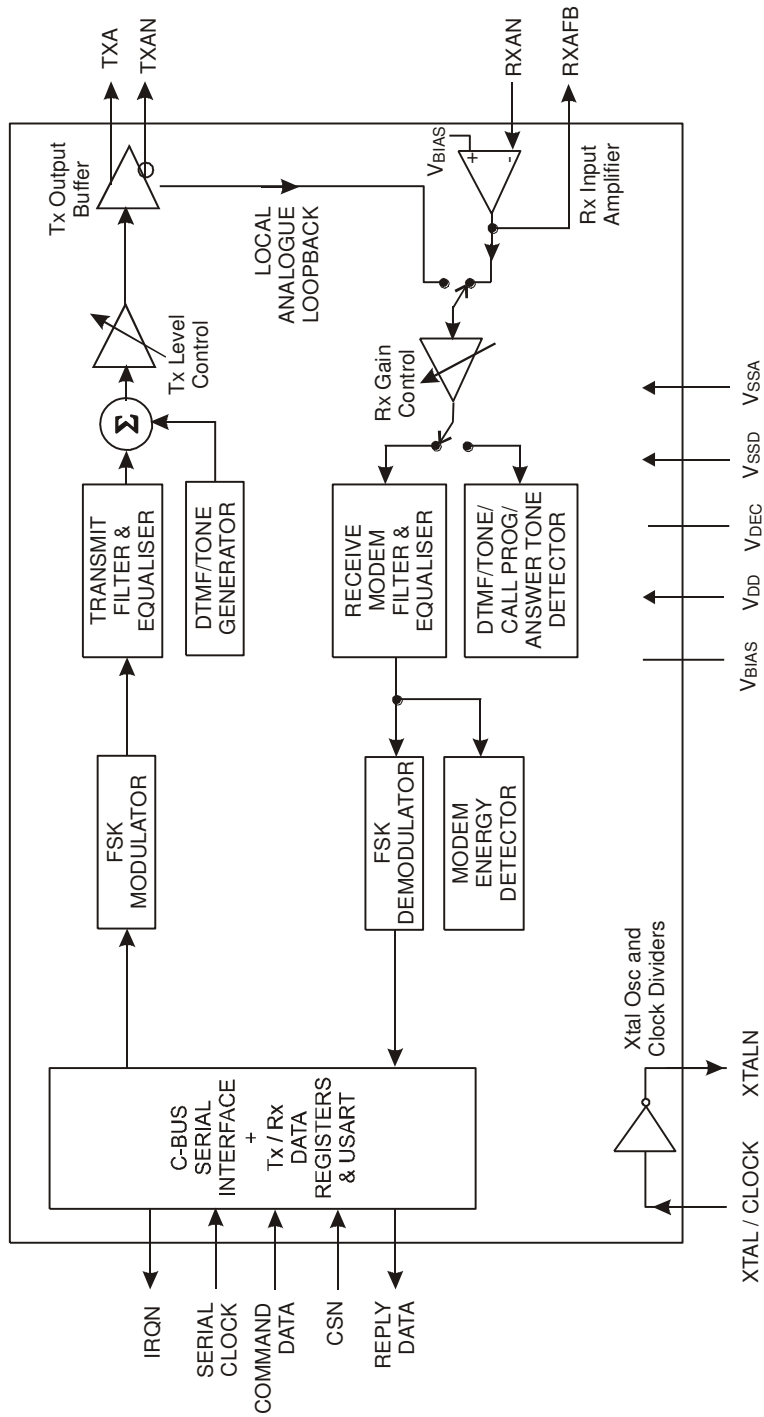 IRQN
SERIAL
CLOCK
COMMAND
DATA
CSN
REPLY
DATA
C-BUS
SERIAL
INTERFACE
+
Tx / Rx
DATA
REGISTERS
& USART
FSK
MODULATOR
TRANSMIT
FILTER &
EQUALISER
DTMF/TONE
GENERATOR
Σ
Tx Level
Control
Tx Output
Buffer
TXA
TXAN
LOCAL
ANALOGUE
LOOPBACK
FSK
DEMODULATOR
MODEM
ENERGY
DETECTOR
RECEIVE
MODEM
FILTER &
EQUALISER
DTMF/TONE/
CALL PROG/
ANSWER TONE
DETECTOR
Rx Gain
Control
VBIAS
+
-
Rx Input
Amplifier
RXAN
RXAFB
Xtal Osc and
Clock Dividers
XTAL / CLOCK
XTALN
VBIAS
VDD
VDEC
VSSD
VSSA